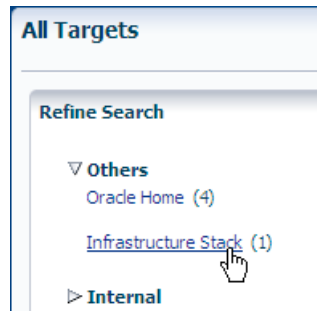 All Targets
Refine Search
Others
Oracle Home (4)
Infrastructure Stack (1)
Internal